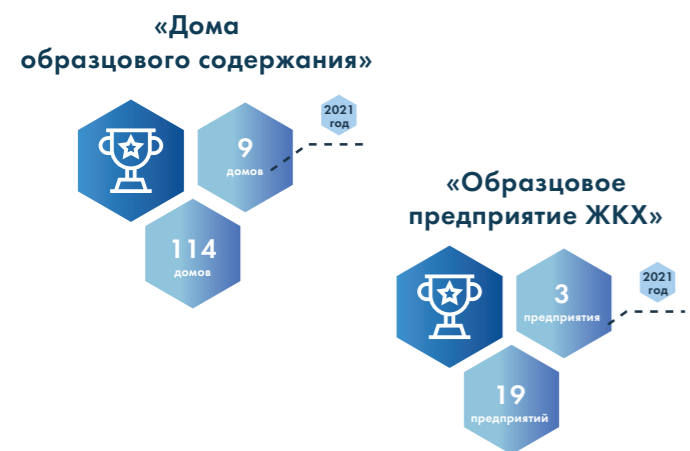 «Дома
образцового содержания»
2021
год
9
домов
114
домов
«Образцовое
предприятие ЖКХ»
2021
год
3
предприятия
19
предприятий